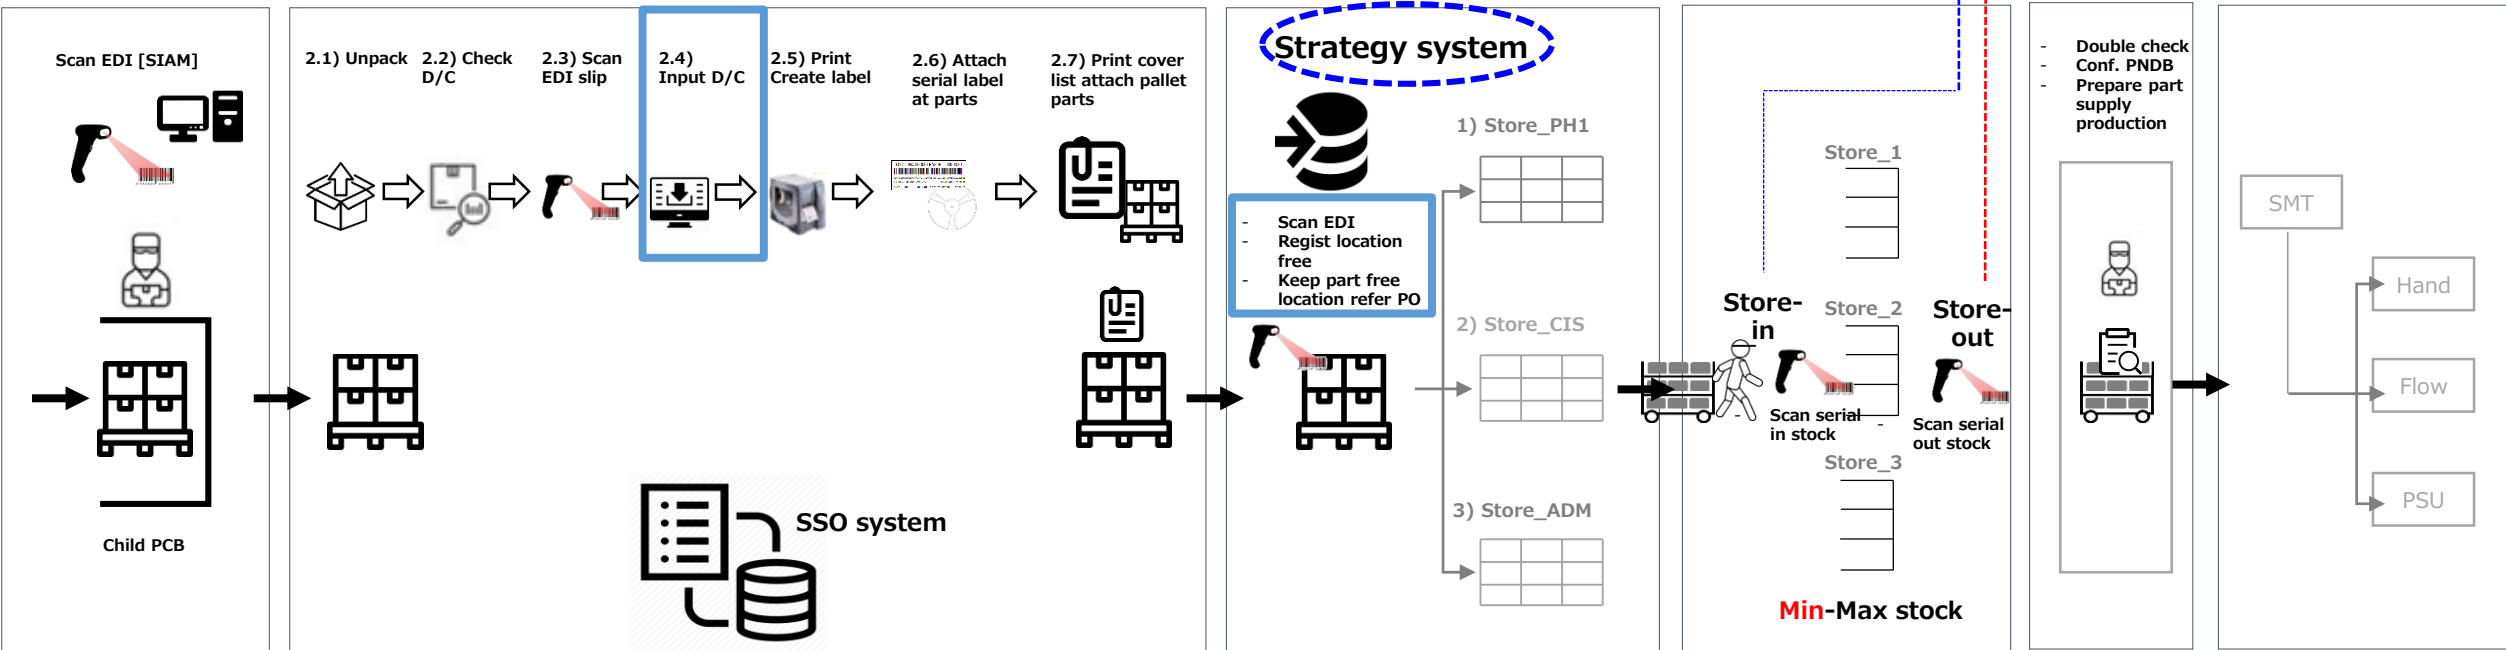 Scan EDI [SIAM]
Child PCB
2.1) Unpack
2.2) Check
D/C
2.3) Scan
EDI slip
2.4)
Input D/C
2.5) Print
Create label
2.6) Attach
serial label
at parts
2.7) Print cover
list attach pallet
parts
SSO system
Strategy system
- Scan EDI
- Regist location
free
- Keep part free
location refer PO
1) Store_PH1
2) Store_CIS
3) Store_ADM
Store-
in
Scan serial
in stock
Store_1
Store_2
Store_3
Store-
out
Scan serial
out stock
Min-Max stock
- Double check
- Conf. PNDB
- Prepare part
supply
production
SMT
Hand
Flow
PSU